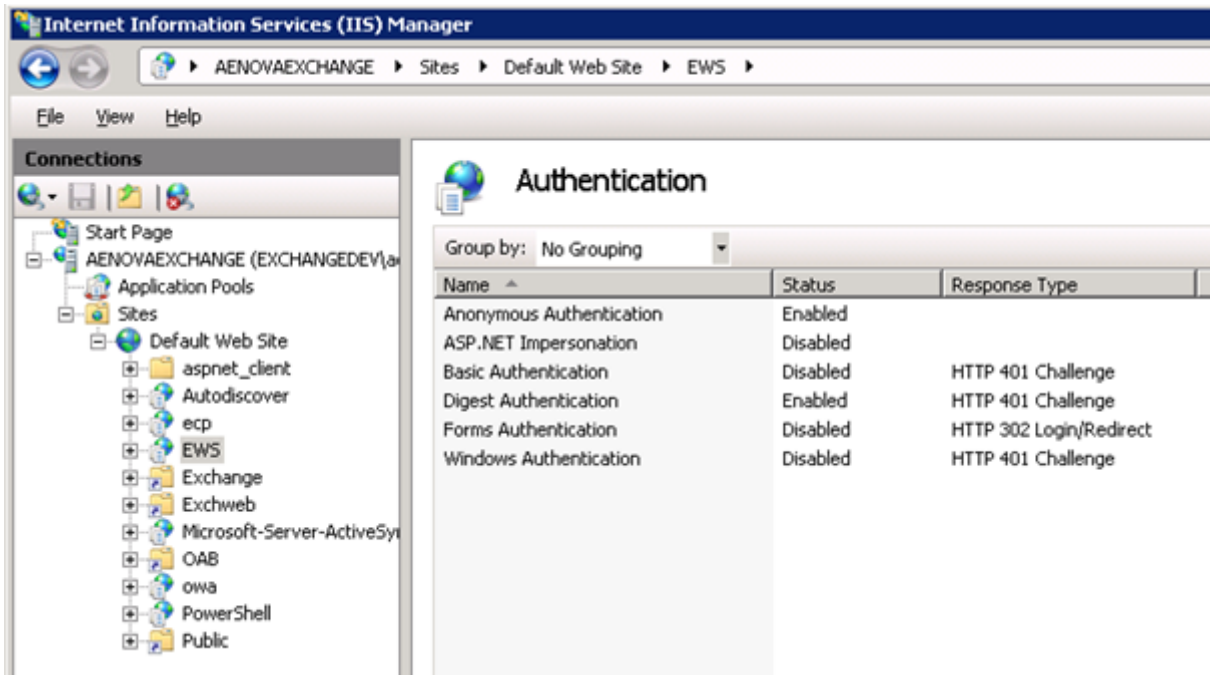 Internet Information Services (IIS) Manager
AENOVAEXCHANGE Sites Default Web Site EWS
File View Help
Connections
Start Page
AENOVAEXCHANGE (EXCHANGEDEV\a
Application Pools
Sites
Default Web Site
aspnet_client
Autodiscover
ecp
EWS
Exchange
Exchweb
Microsoft-Server-ActiveSy
OAB
owa
PowerShell
Public
Authentication
Group by: No Grouping
Name Status Response Type
Anonymous Authentication Enabled
ASP.NET Impersonation Disabled
Basic Authentication Disabled HTTP 401 Challenge
Digest Authentication Enabled HTTP 401 Challenge
Forms Authentication Disabled HTTP 302 Login/Redirect
Windows Authentication Disabled HTTP 401 Challenge